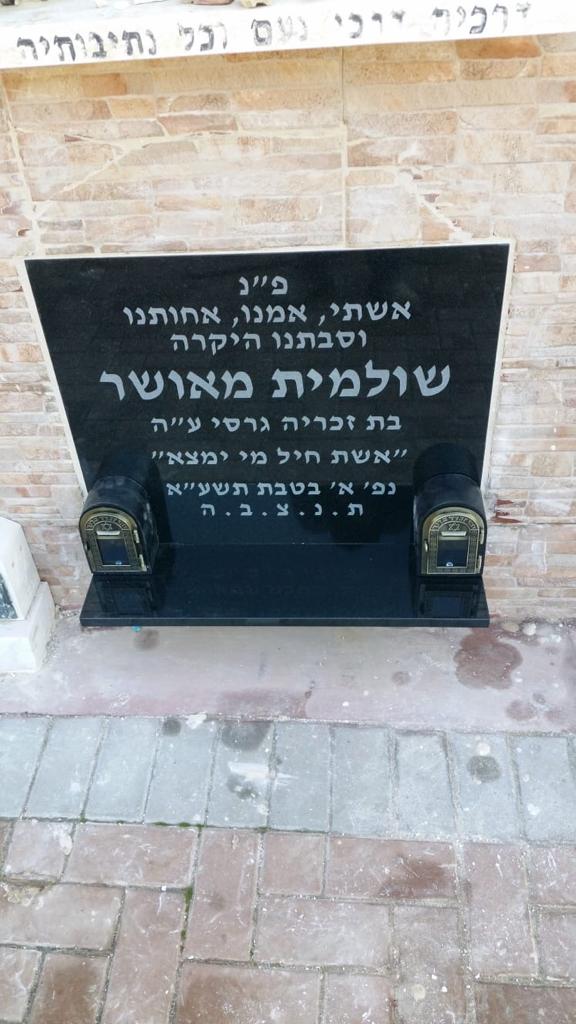 דרכיה דרכי נעם וכל נתיבותיה
פ״נ
אשתי, אמנו, אחותנו
וסבתנו היקרה
שולמית מאושר
בת זכריה גרסי ע״ה
״אשת חיל מי ימצא״
נפ׳ א׳ בטבת תשע״א
ת . נ . צ . ב . ה